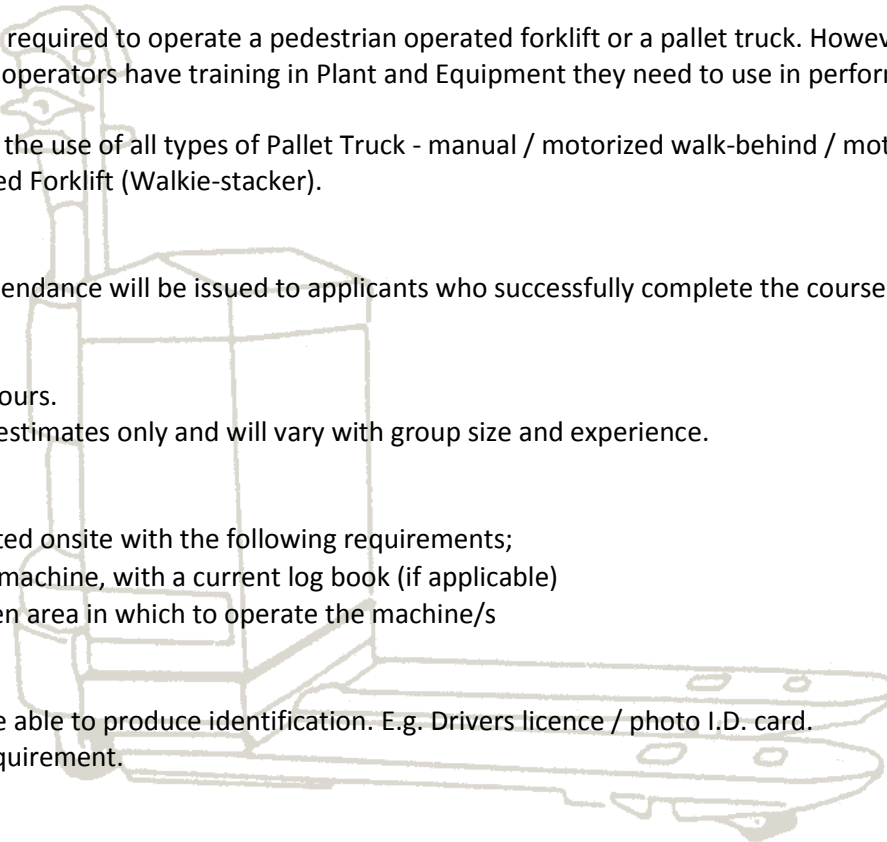 required to operate a pedestrian operated forklift or a pallet truck. Howev
operators have training in Plant and Equipment they need to use in perfor
the use of all types of Pallet Truck - manual / motorized walk-behind / mot
ed Forklift (Walkie-stacker).
endance will be issued to applicants who successfully complete the course
ours.
estimates only and will vary with group size and experience.
ted onsite with the following requirements;
machine, with a current log book (if applicable)
en area in which to operate the machine/s
e able to produce identification. E.g. Drivers licence / photo I.D. card.
quirement.